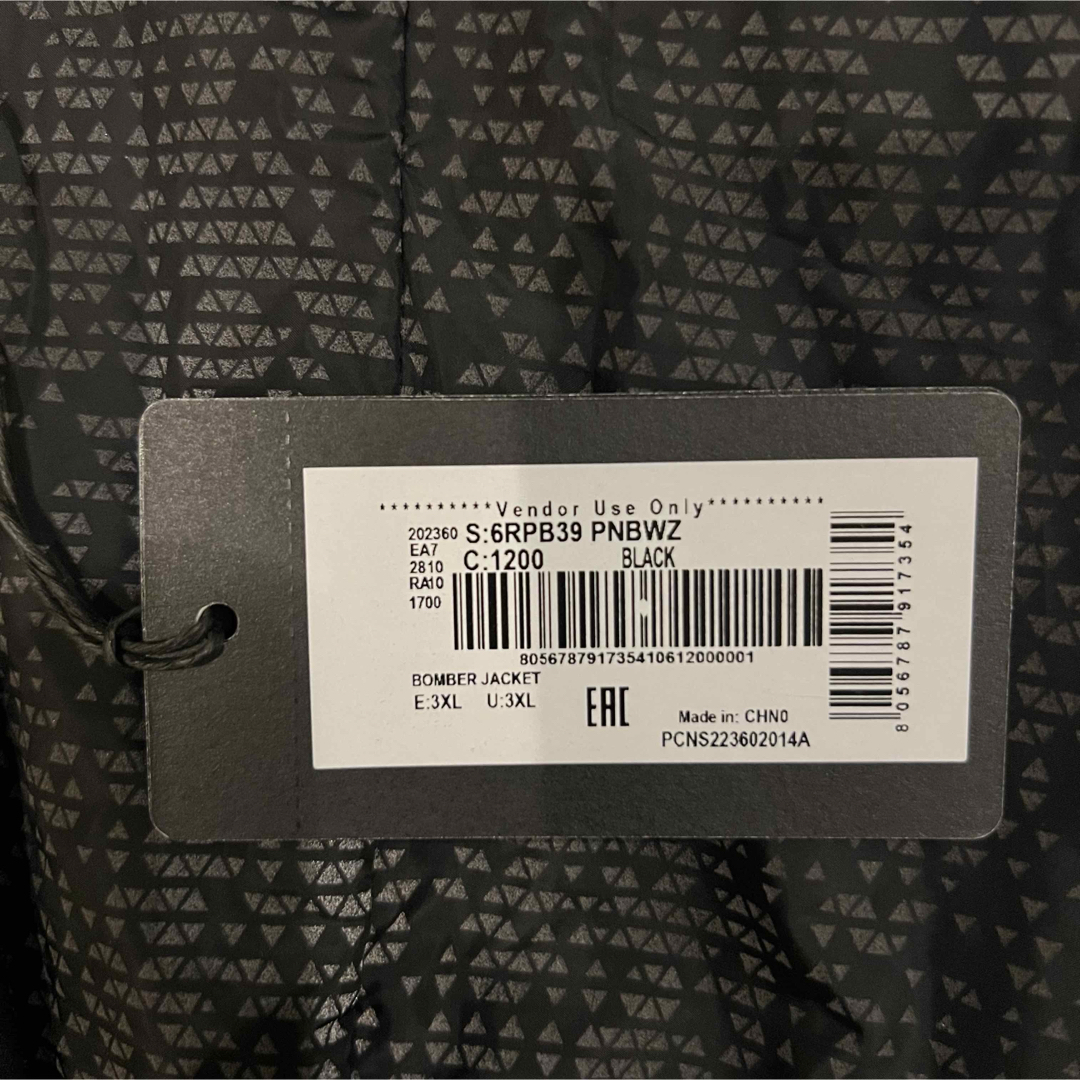 **********Vendor Use Only**********
202360 S:6RPB39 PNBWZ
EA7
2810 C:1200 BLACK
RA10
1700
805678791735410612000001
BOMBER JACKET
E:3XL U:3XL
EAC
Made in: CHN0
PCNS223602014A
8 056787 917354